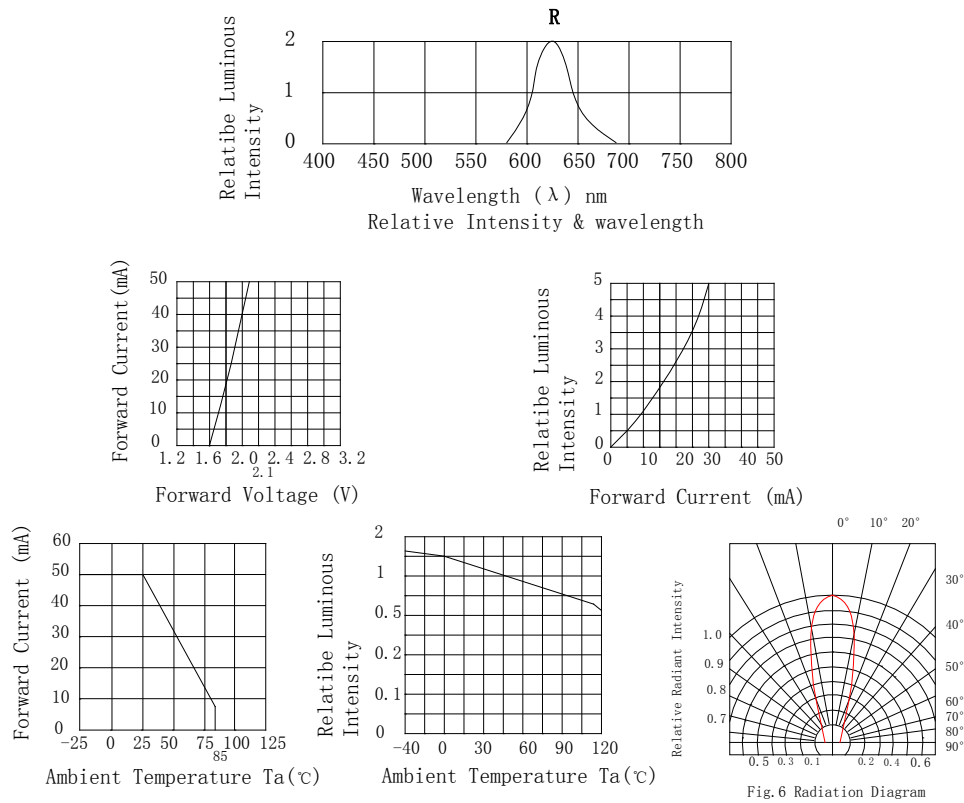 R
Relatibe Luminous
Intensity
2
1
0
400 450 500 550 600 650 700 750 800
Wavelength (λ) nm
Relative Intensity & wavelength
Forward Current(mA)
50
40
30
20
10
0
1.2 1.6 2.0 2.4 2.8 3.2
2.1
Forward Voltage (V)
Relatibe Luminous
Intensity
5
4
3
2
1
0
0 10 20 30 40 50
Forward Current (mA)
Forward Current (mA)
60
50
40
30
20
10
0
-25 0 25 50 75 100 125
85
Ambient Temperature Ta(℃)
Relatibe Luminous
Intensity
2
1
0.5
0.2
0.1
0
-40 0 30 60 90 120
Ambient Temperature Ta(℃)
0° 10° 20°
30°
40°
50°
60°
70°
80°
90°
Relative Radiant Intensity
1.0
0.9
0.8
0.7
0.5 0.3 0.1 0.2 0.4 0.6
Fig.6 Radiation Diagram